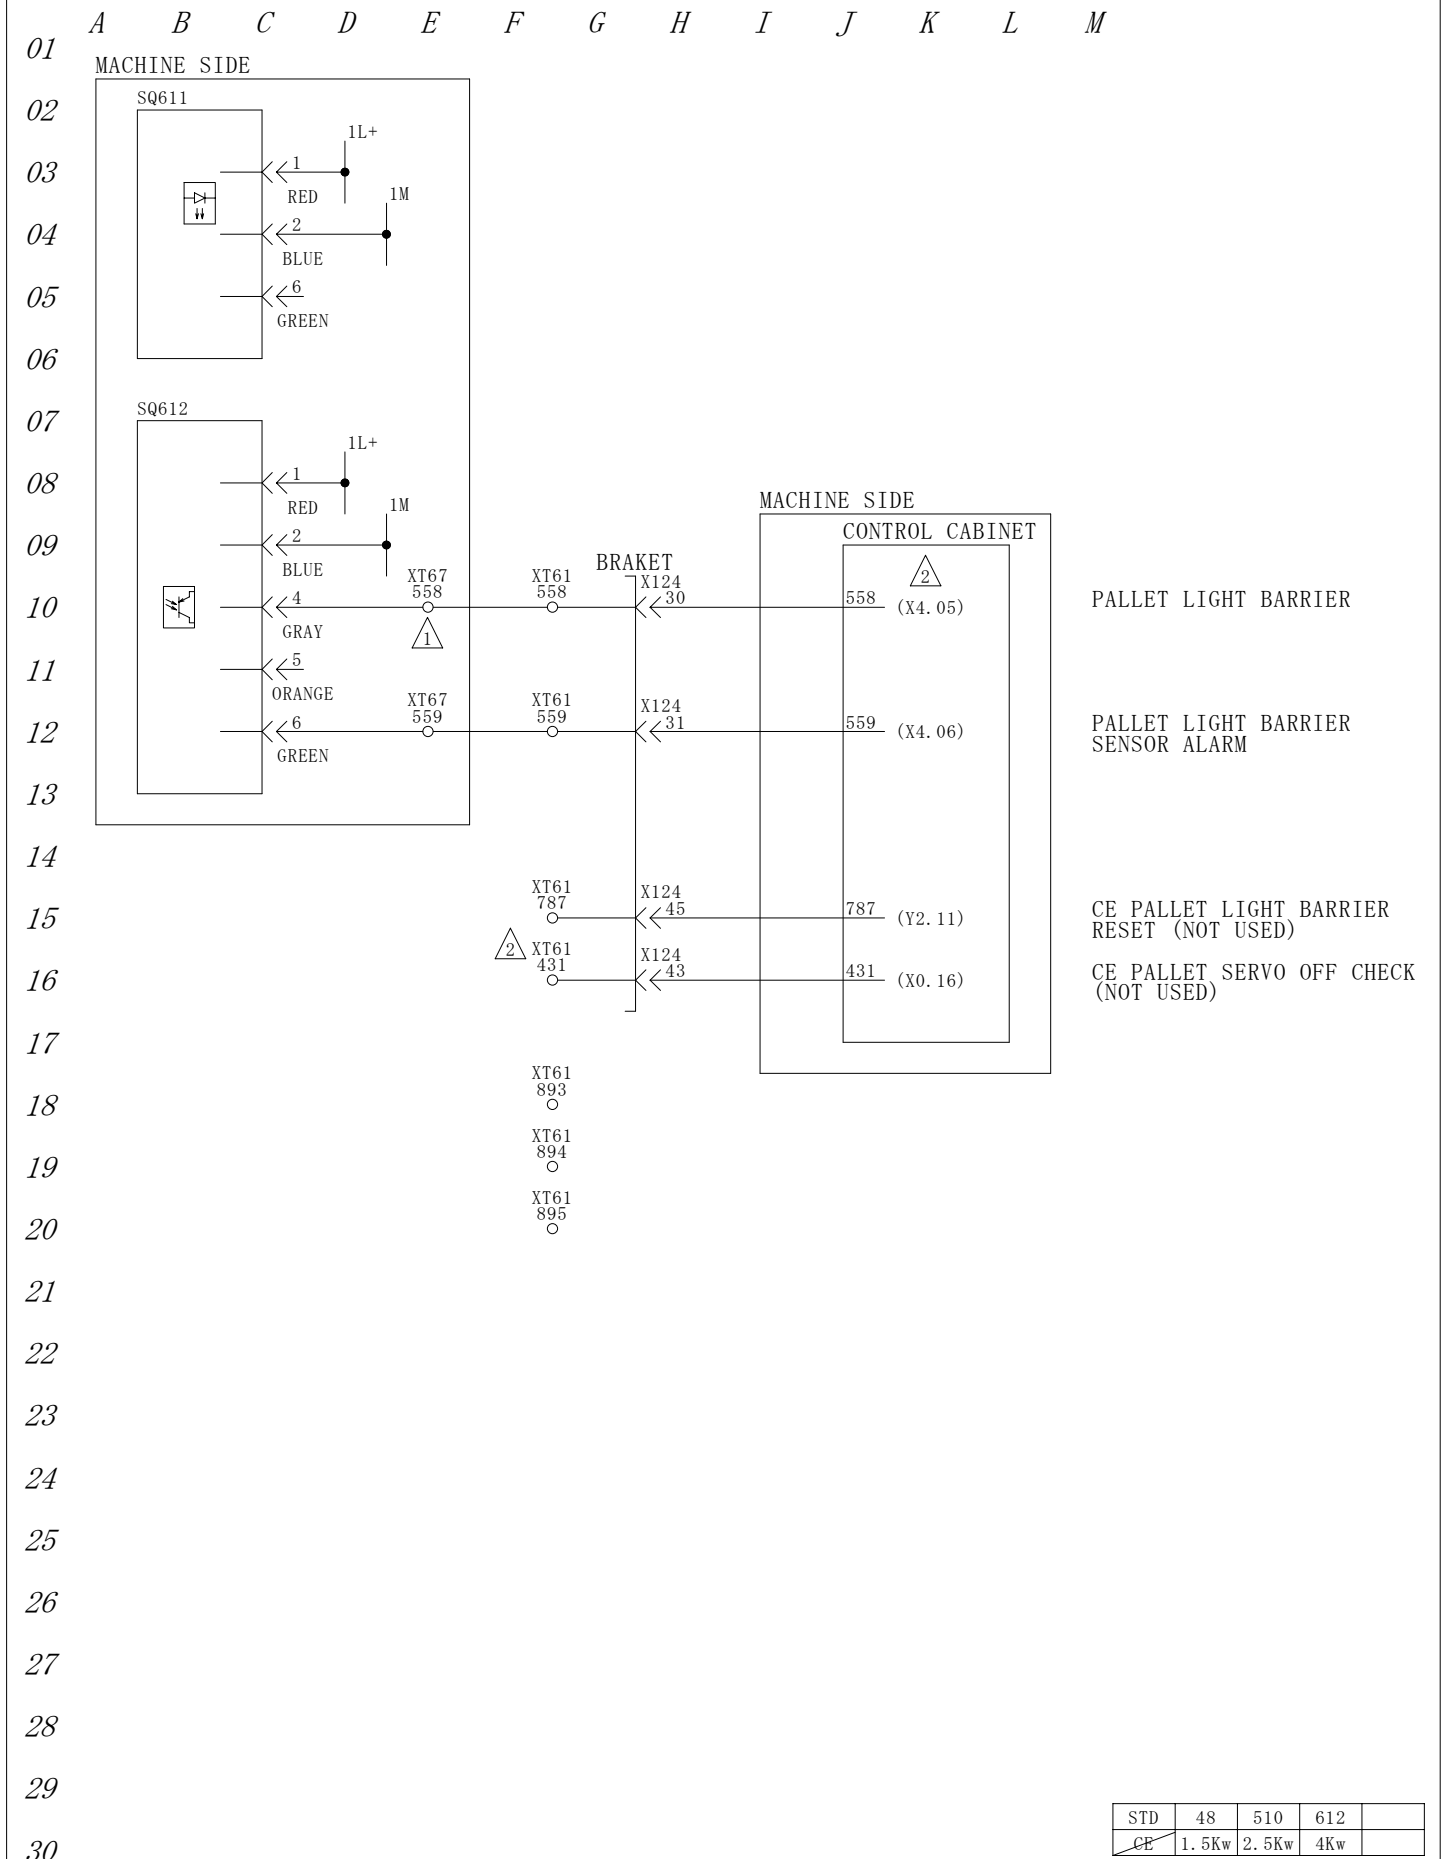 A B C D E F G H I J K L M
01
MACHINE SIDE
SQ611
02
1L+
1
03
RED
1M
2
04
BLUE
6
05
GREEN
06
SQ612
07
1L+
1
08
RED
1M
MACHINE SIDE
2
CONTROL CABINET
09
BLUE
BRAKET
2
XT67 XT61 X124
4 558 558 30 558 (X4.05) PALLET LIGHT BARRIER
10
GRAY
1
5
11
ORANGE
XT67 XT61 X124
6 559 559 31 559 (X4.06) PALLET LIGHT BARRIER
12
SENSOR ALARM
GREEN
13
14
XT61 X124
787 45 787 (Y2.11) CE PALLET LIGHT BARRIER
15
RESET (NOT USED)
2
XT61 X124
431 43 431 (X0.16) CE PALLET SERVO OFF CHECK
16
(NOT USED)
17
XT61
893
18
XT61
894
19
XT61
895
20
21
22
23
24
25
26
27
28
29
STD 48 510 612
CE 1.5Kw 2.5Kw 4Kw
30